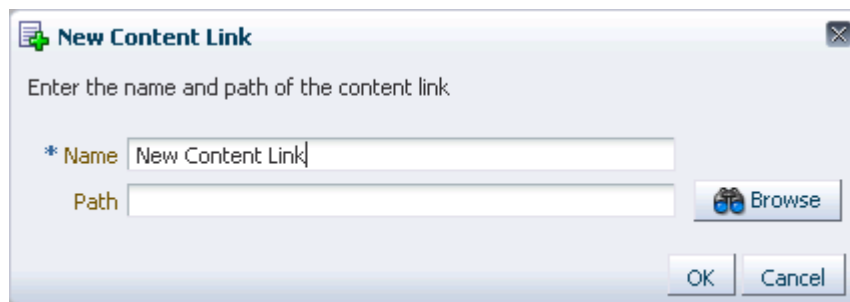 New Content Link
Enter the name and path of the content link
* Name New Content Link
Path Browse
OK Cancel